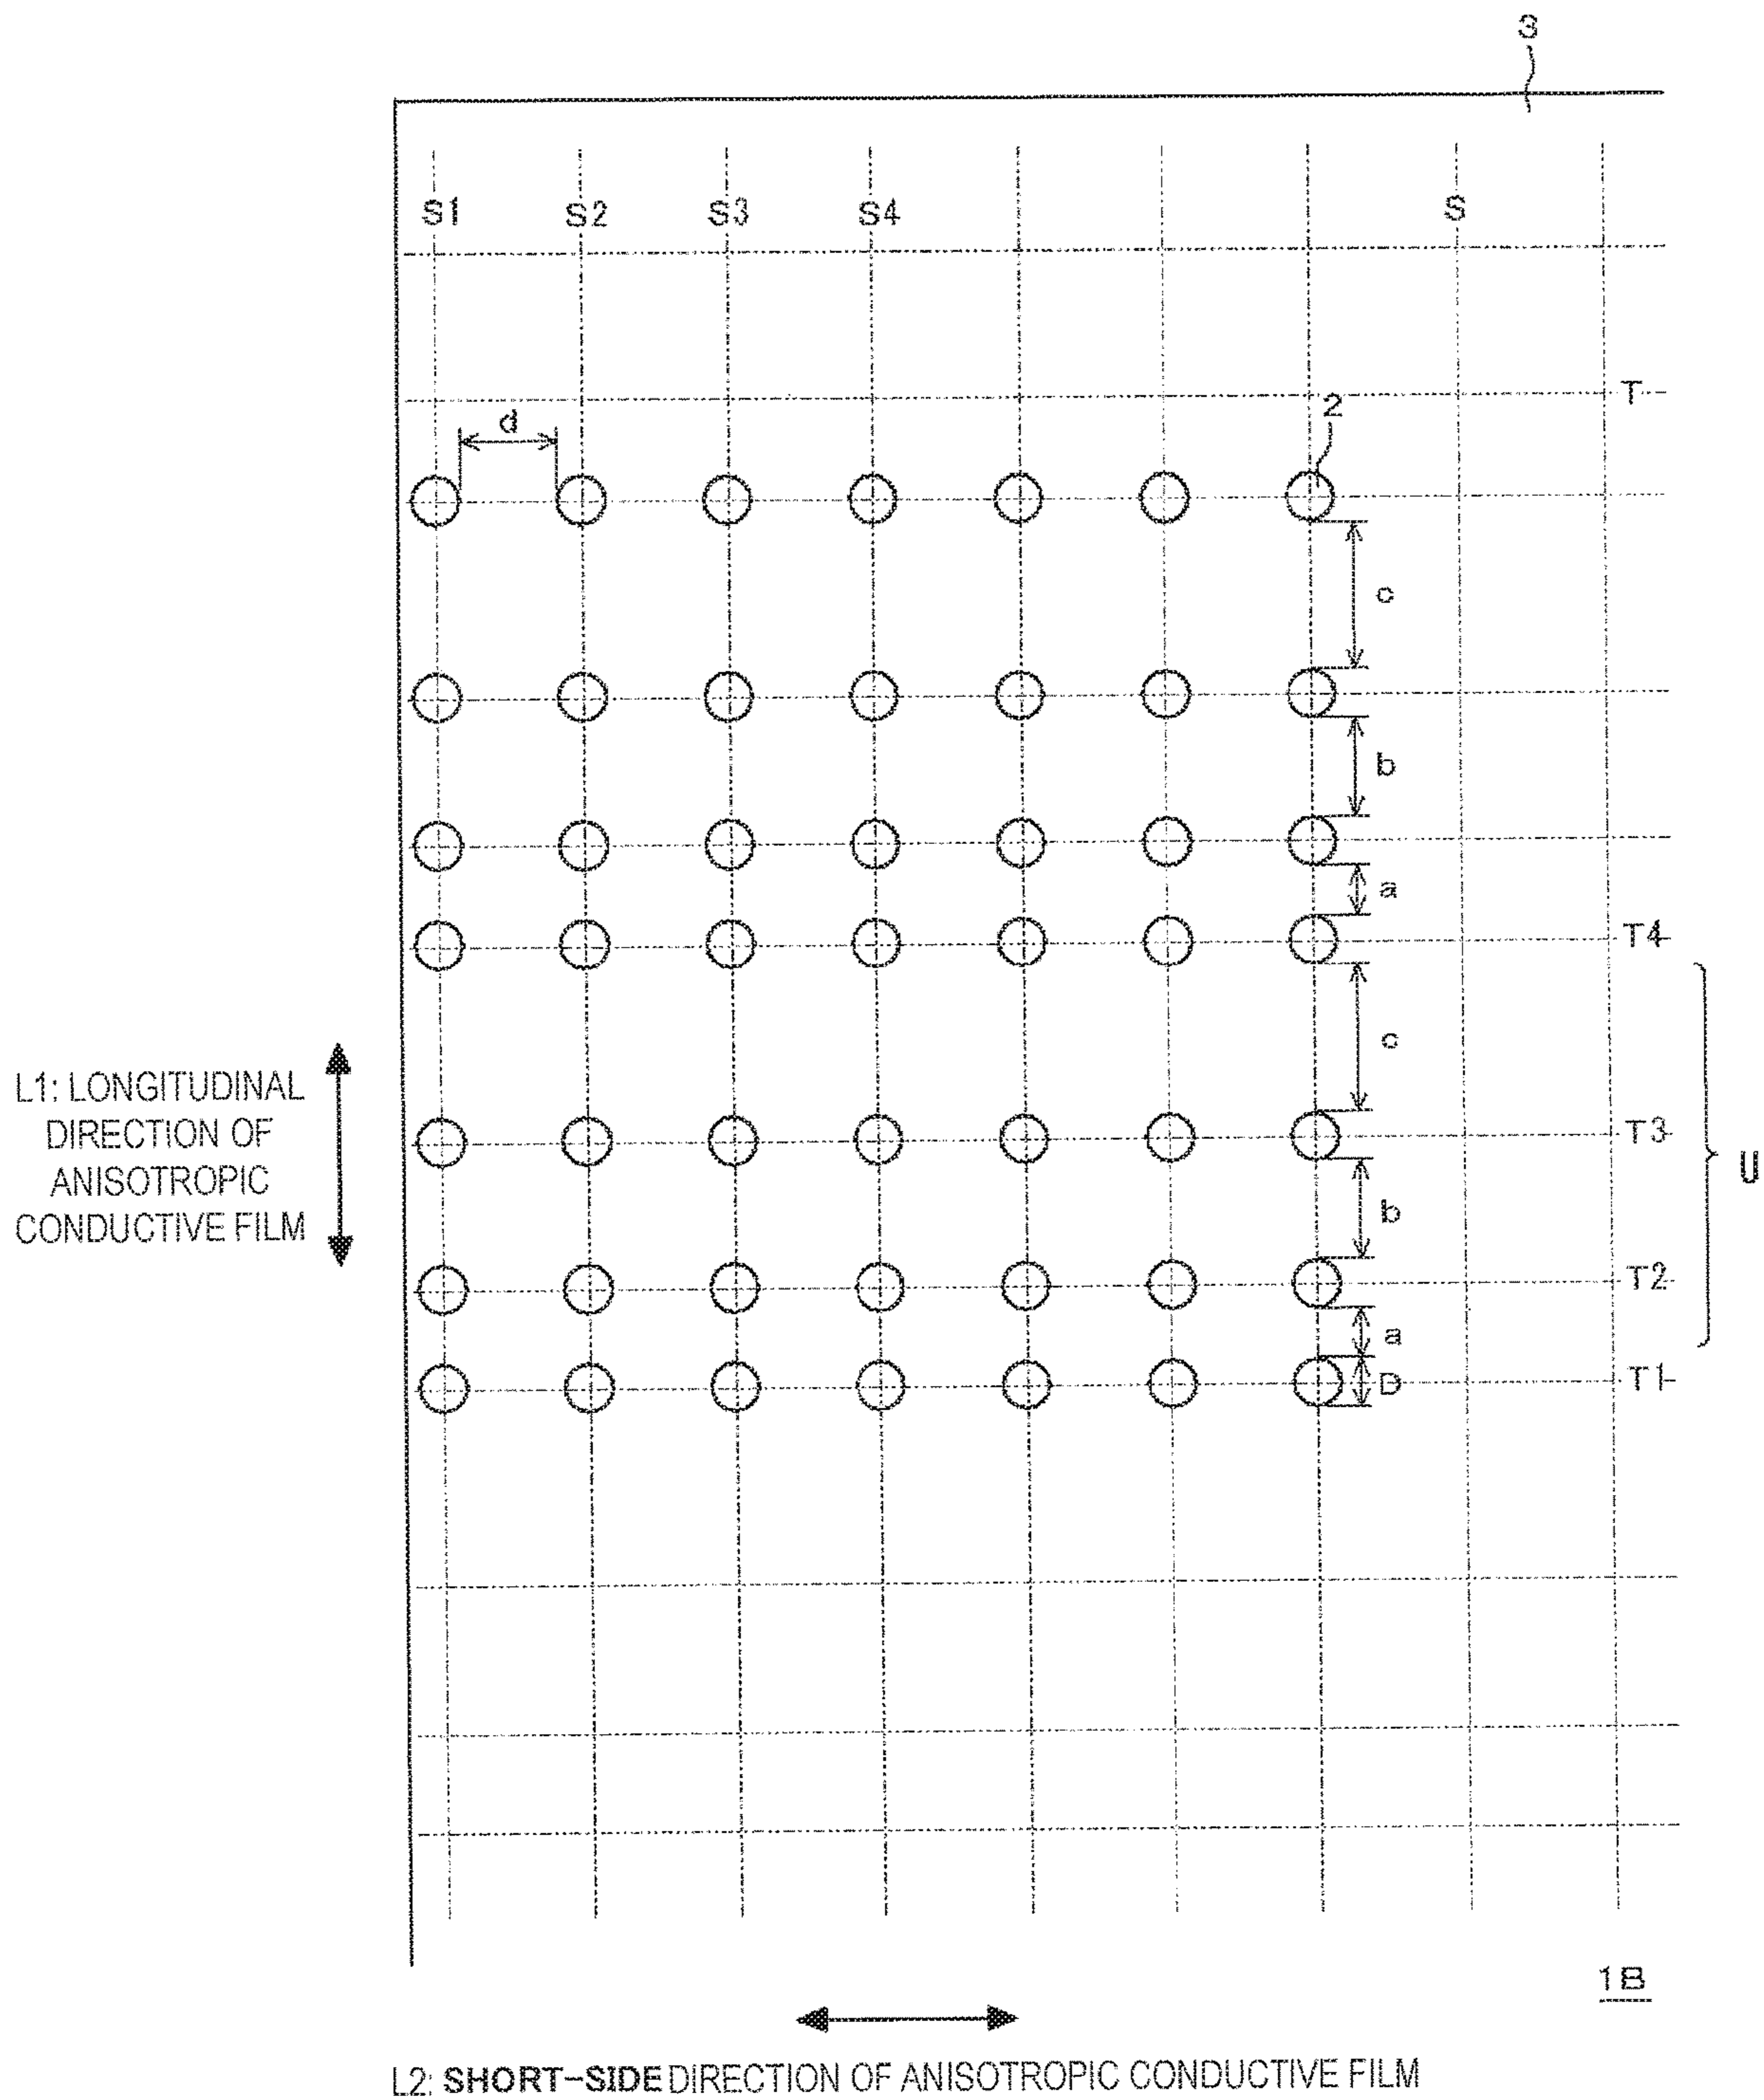 3
S1 S2 S3 S4 S
T
d
2
c
b
a
T4
c
L1: LONGITUDINAL
DIRECTION OF
ANISOTROPIC
CONDUCTIVE FILM
T3
U
b
T2
a
D
T1
1B
L2: SHORT-SIDE DIRECTION OF ANISOTROPIC CONDUCTIVE FILM